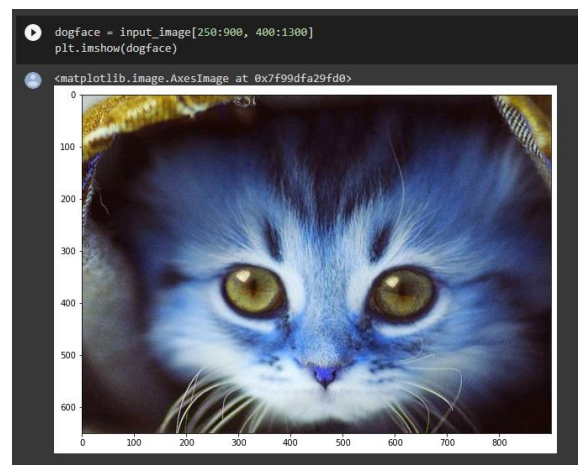 dogface = input_image[250:900, 400:1300]
plt.imshow(dogface)
<matplotlib.image.AxesImage at 0x7f99dfa29fd0>
0
100
200
300
400
500
600
0 100 200 300 400 500 600 700 800